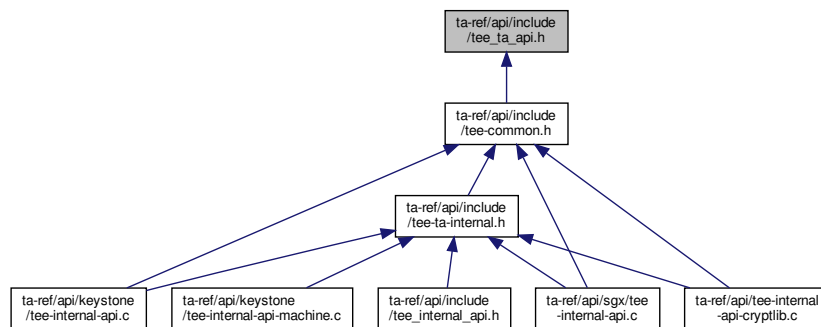 ta-ref/api/include
/tee_ta_api.h
ta-ref/api/include
/tee-common.h
ta-ref/api/include
/tee-ta-internal.h
ta-ref/api/keystone
/tee-internal-api.c
ta-ref/api/keystone
/tee-internal-api-machine.c
ta-ref/api/include
/tee_internal_api.h
ta-ref/api/sgx/tee
-internal-api.c
ta-ref/api/tee-internal
-api-cryptlib.c